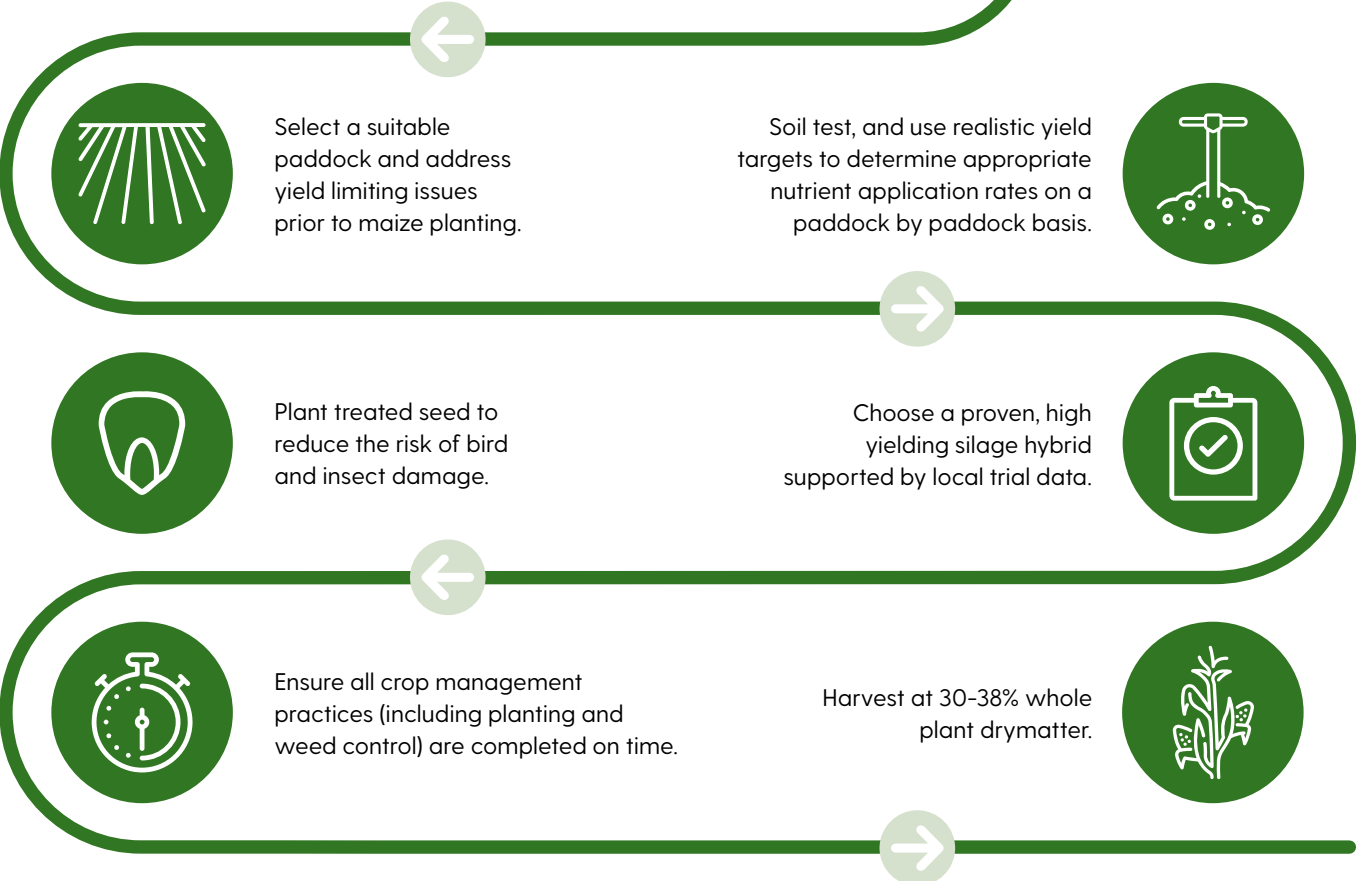 Select a suitable
paddock and address
yield limiting issues
prior to maize planting.
Soil test, and use realistic yield
targets to determine appropriate
nutrient application rates on a
paddock by paddock basis.
Choose a proven, high
yielding silage hybrid
supported by local trial data.
Plant treated seed to
reduce the risk of bird
and insect damage.
Ensure all crop management
practices (including planting and
weed control) are completed on time.
Harvest at 30-38% whole
plant drymatter.